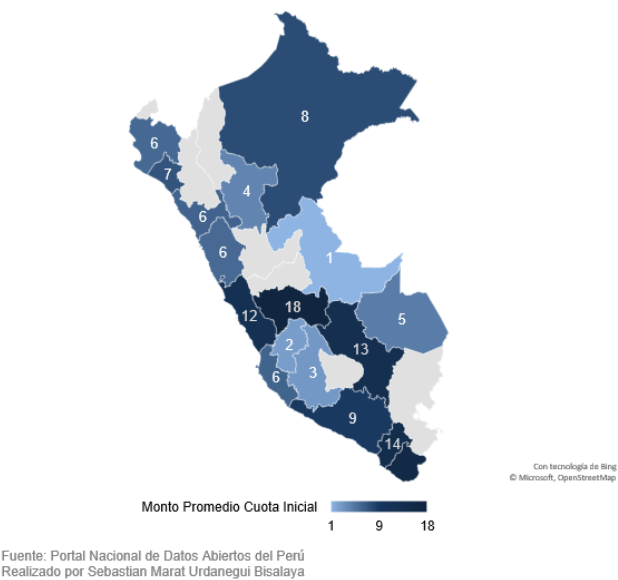 8
6
7
4
6
6
1
12
18
5
13
2
3
6
9
14
Con tecnología de Bing
© Microsoft, OpenStreetMap
Monto Promedio Cuota Inicial
1 9 18
Fuente: Portal Nacional de Datos Abiertos del Perú
Realizado por Sebastian Marat Urdanegui Bisalaya